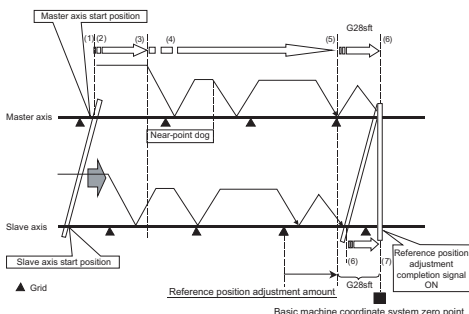 Master axis start position
G28sft
(1) (2) (3) (4) (5) (6)
Master axis
Near-point dog
Slave axis
Slave axis start position
(6) (7)
G28sft
▲ Grid
Reference position adjustment amount
Reference position
adjustment
completion signal
ON
Basic machine coordinate system zero point